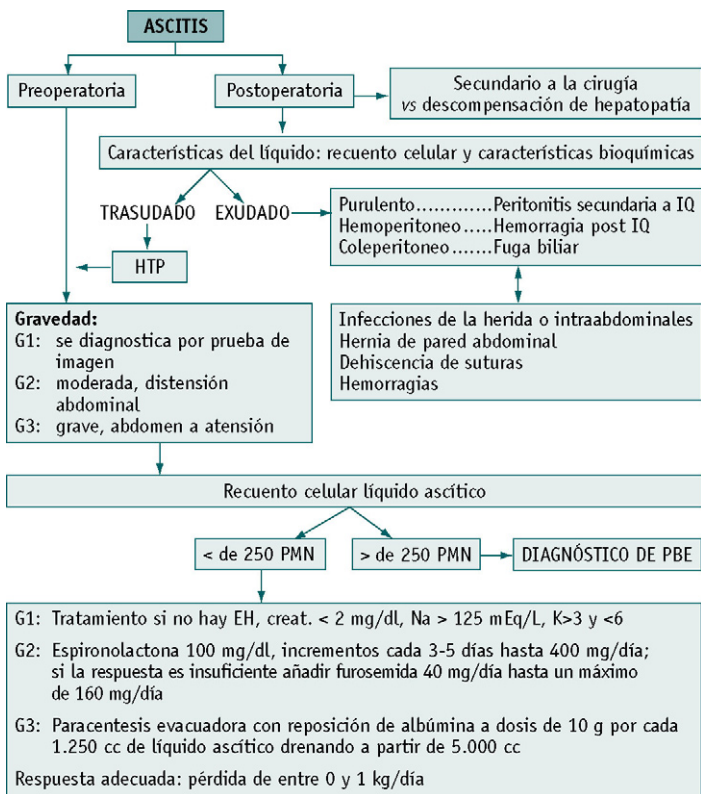 ASCITIS
Preoperatoria
Postoperatoria
Secundario a la cirugía
vs descompensación de hepatopatía
Características del líquido: recuento celular y características bioquímicas
TRASUDADO
EXUDADO
Purulento............Peritonitis secundaria a IQ
Hemoperitoneo.....Hemorragia post IQ
Coleperitoneo.......Fuga biliar
HTP
Infecciones de la herida o intraabdominales
Hernia de pared abdominal
Dehiscencia de suturas
Hemorragias
Gravedad:
G1: se diagnostica por prueba de
imagen
G2: moderada, distensión
abdominal
G3: grave, abdomen a atensión
Recuento celular líquido ascítico
< de 250 PMN
> de 250 PMN
DIAGNÓSTICO DE PBE
G1: Tratamiento si no hay EH, creat. < 2 mg/dl, Na > 125 mEq/L, K>3 y <6
G2: Espironolactona 100 mg/dl, incrementos cada 3-5 días hasta 400 mg/día;
si la respuesta es insuficiente añadir furosemida 40 mg/día hasta un máximo
de 160 mg/día
G3: Paracentesis evacuadora con reposición de albúmina a dosis de 10 g por cada
1.250 cc de líquido ascítico drenando a partir de 5.000 cc
Respuesta adecuada: pérdida de entre 0 y 1 kg/día